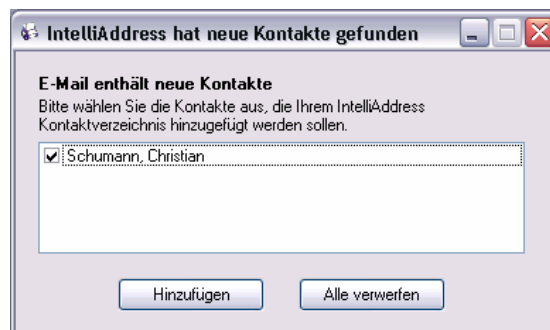 IntelliAddress hat neue Kontakte gefunden
E-Mail enthält neue Kontakte
Bitte wählen Sie die Kontakte aus, die Ihrem IntelliAddress
Kontaktverzeichnis hinzugefügt werden sollen.
Schumann, Christian
Hinzufügen Alle verwerfen